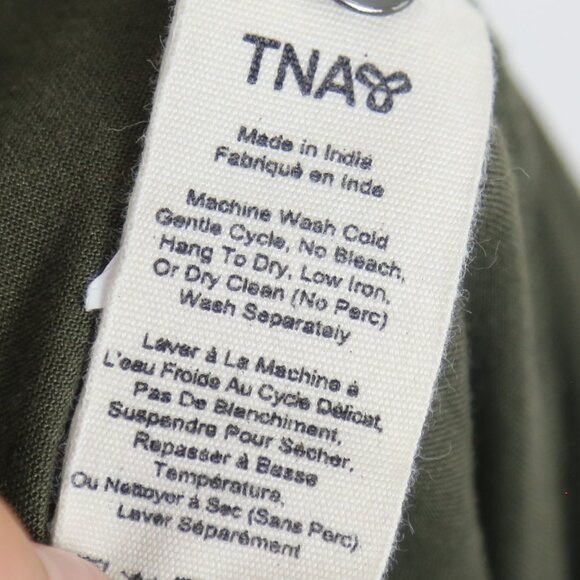 TNA
Made in India
Fabriqué en Inde
Machine Wash Cold
Gentle Cycle, No Bleach,
Hang To Dry, Low Iron,
Or Dry Clean (No Perc)
Wash Separately
Laver à La Machine à
L'eau Froide Au Cycle Délicat,
Pas De Blanchiment,
Suspendre Pour Sécher,
Repasser à Basse
Température,
Ou Nettoyer à Sec (Sans Perc)
Laver Séparément